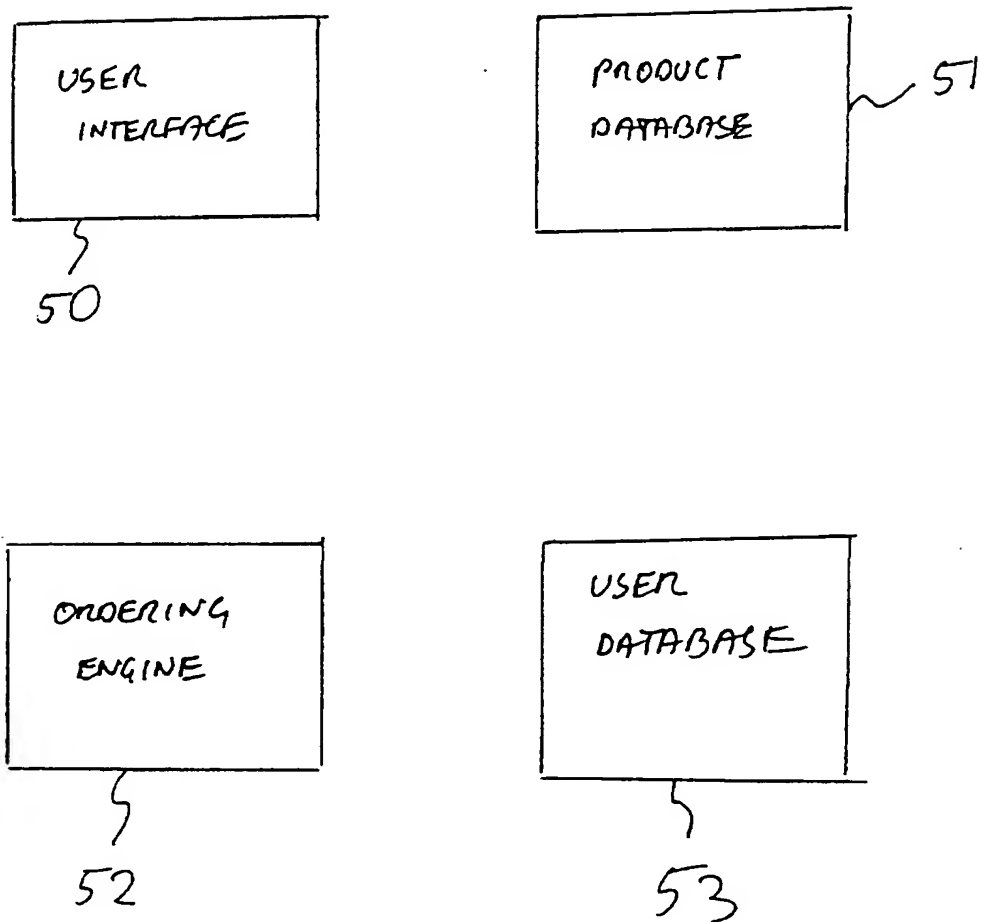 USER
INTERFACE
50
PRODUCT
DATABASE
51
ORDERING
ENGINE
52
USER
DATABASE
53